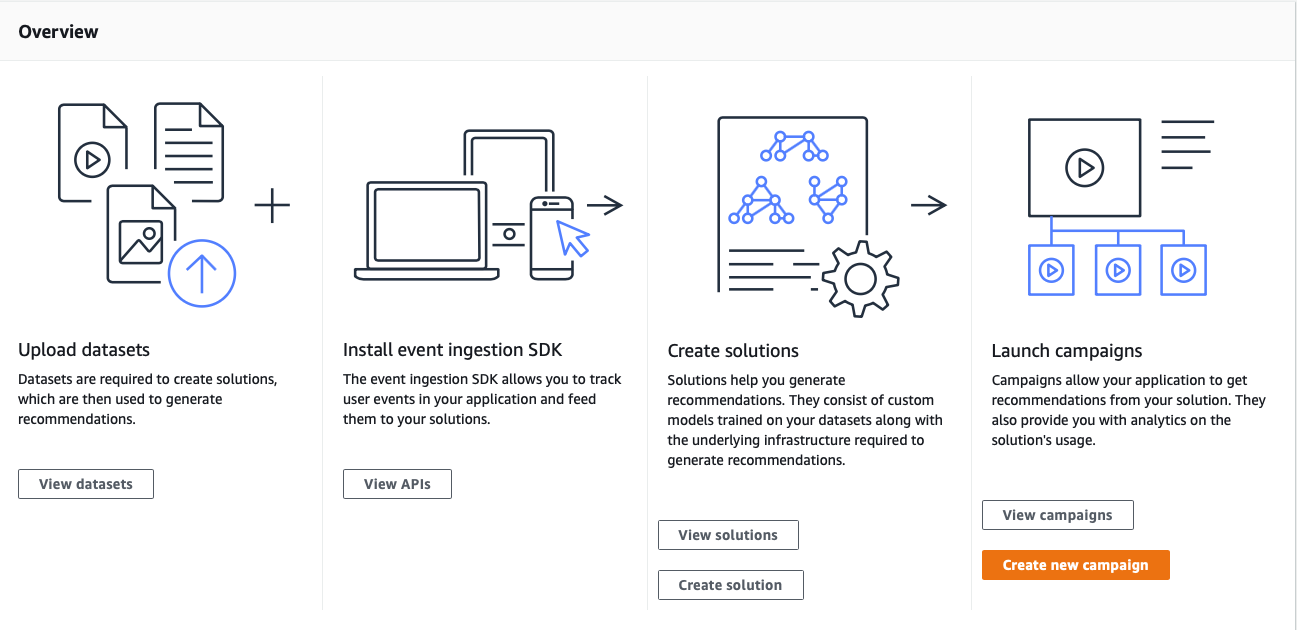 Overview
Upload datasets
Datasets are required to create solutions,
which are then used to generate
recommendations.
View datasets
Install event ingestion SDK
The event ingestion SDK allows you to track
user events in your application and feed
them to your solutions.
View APIs
Create solutions
Solutions help you generate
recommendations. They consist of custom
models trained on your datasets along with
the underlying infrastructure required to
generate recommendations.
View solutions
Create solution
Launch campaigns
Campaigns allow your application to get
recommendations from your solution. They
also provide you with analytics on the
solution's usage.
View campaigns
Create new campaign